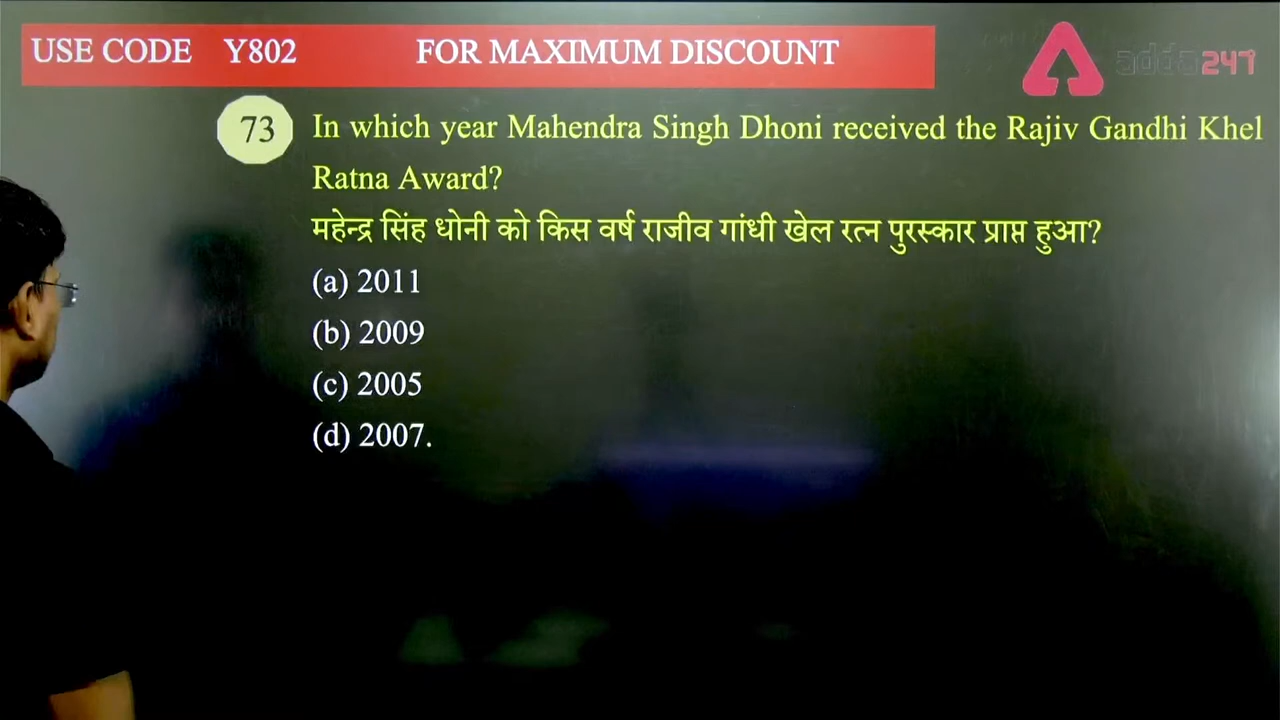 USE CODE Y802 FOR MAXIMUM DISCOUNT
adda247
73 In which year Mahendra Singh Dhoni received the Rajiv Gandhi Khel
Ratna Award?
महेन्द्र सिंह धोनी को किस वर्ष राजीव गांधी खेल रत्न पुरस्कार प्राप्त हुआ?
(a) 2011
(b) 2009
(c) 2005
(d) 2007.